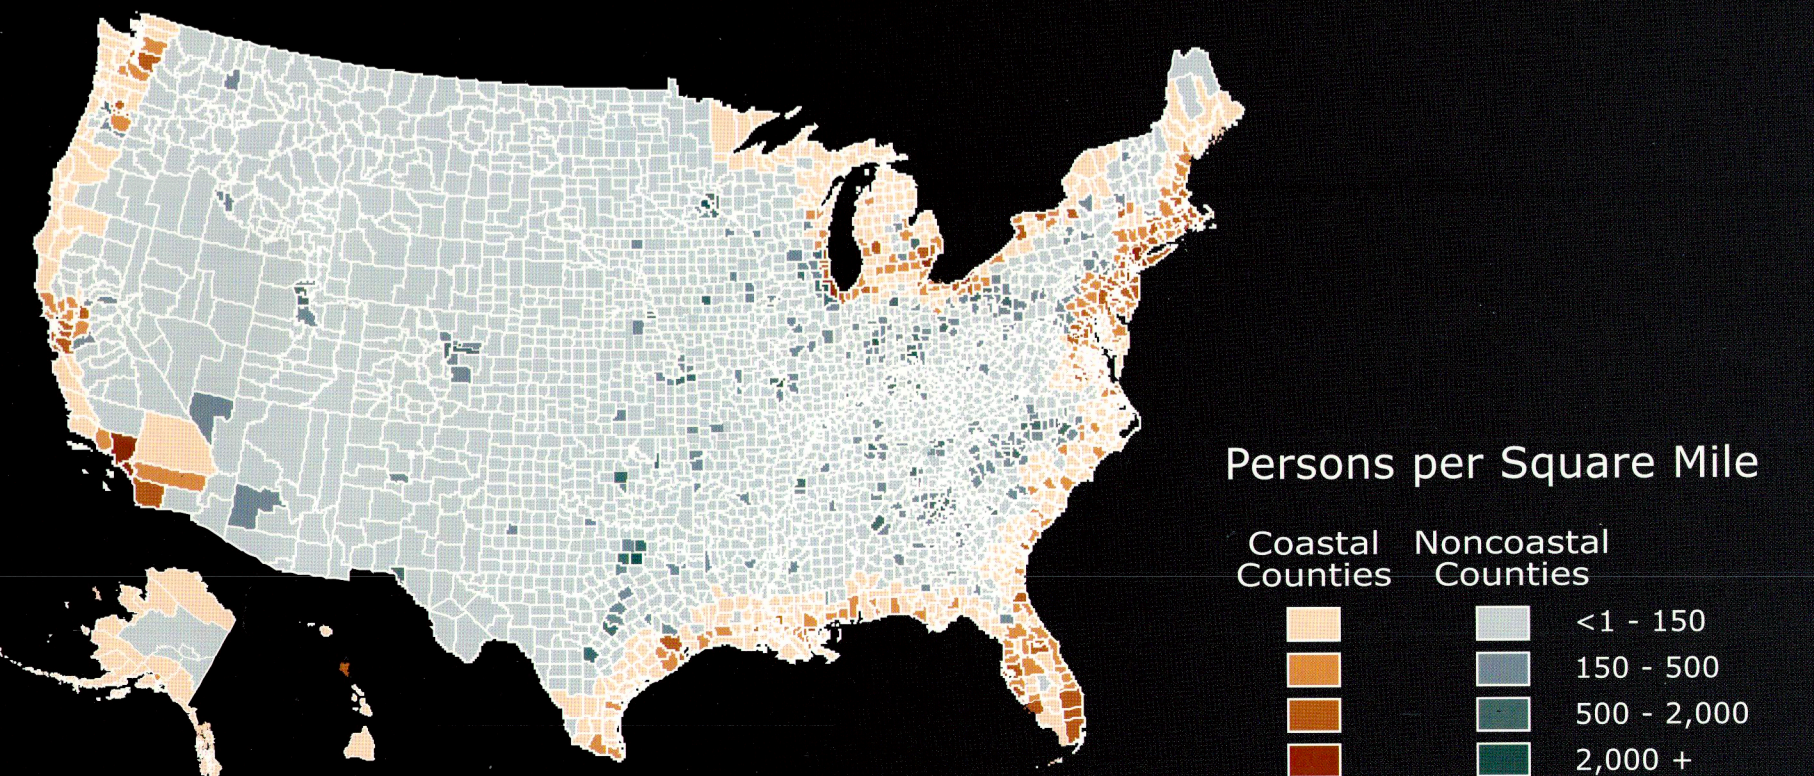 Persons per Square Mile
Coastal Counties
Noncoastal Counties
<1 - 150
150 - 500
500 - 2,000
2,000 +